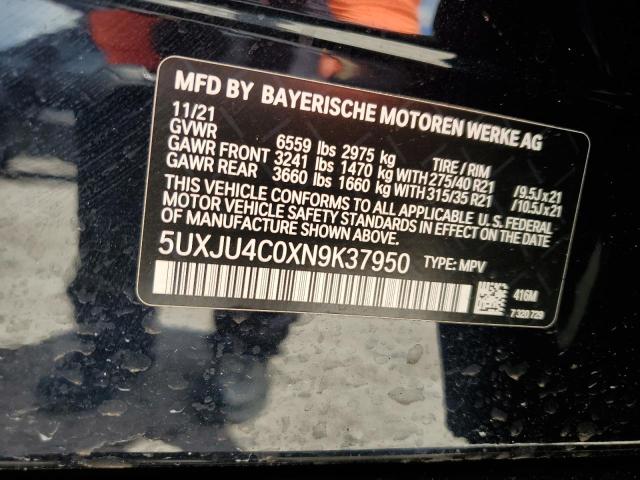 MFD BY BAYERISCHE MOTOREN WERKE AG
11/21
GVWR 6559 lbs 2975 kg TIRE / RIM
GAWR FRONT 3241 lbs 1470 kg WITH 275/40 R21 /9.5Jx21
GAWR REAR 3660 lbs 1660 kg WITH 315/35 R21 /10.5Jx21
THIS VEHICLE CONFORMS TO ALL APPLICABLE U.S. FEDERAL
MOTOR VEHICLE SAFETY STANDARDS IN EFFECT ON THE DATE
OF MANUFACTURE SHOWN ABOVE.
5UXJU4C0XN9K37950 TYPE: MPV
416M
7320729